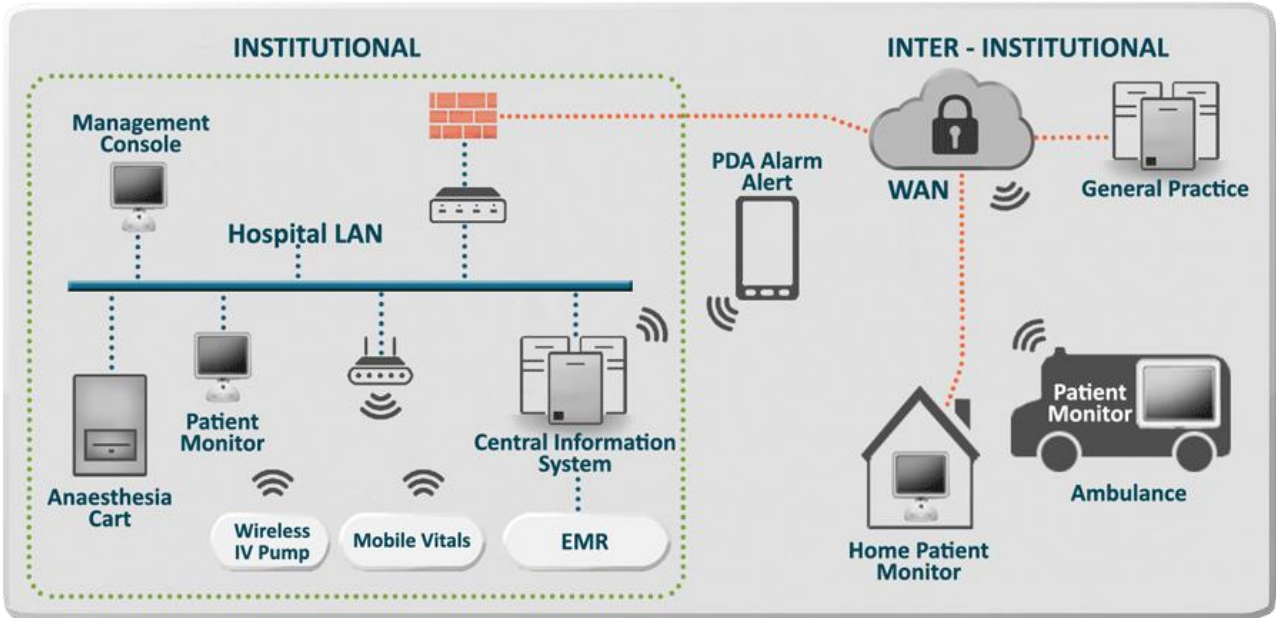 INSTITUTIONAL
INTER - INSTITUTIONAL
Management
Console
Hospital LAN
PDA Alarm
Alert
WAN
General Practice
Patient
Monitor
Central Information
System
Anaesthesia
Cart
Wireless
IV Pump
Mobile Vitals
EMR
Home Patient
Monitor
Patient
Monitor
Ambulance